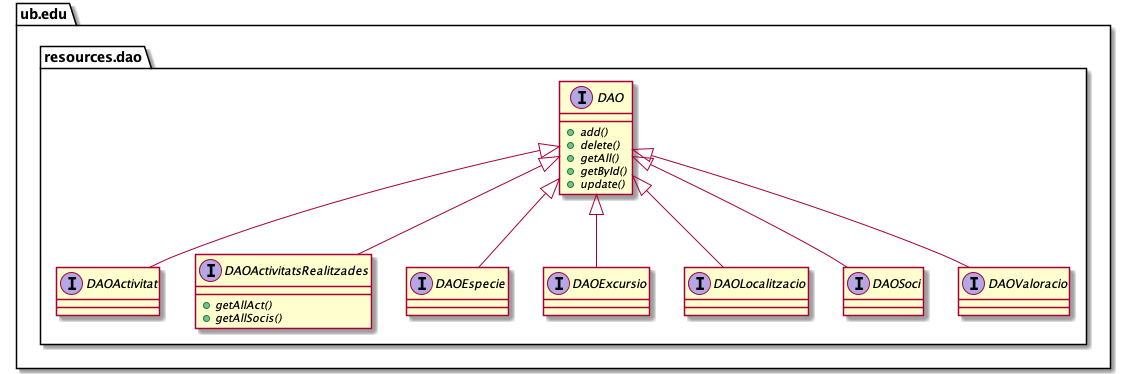 ub.edu
resources.dao
I DAO
add()
delete()
getAll()
getById()
update()
I DAOActivitat
I DAOActivitatsRealitzades
getAllAct()
getAllSocis()
I DAOEspecie
I DAOExcursio
I DAOLocalitzacio
I DAOSoci
I DAOValoracio